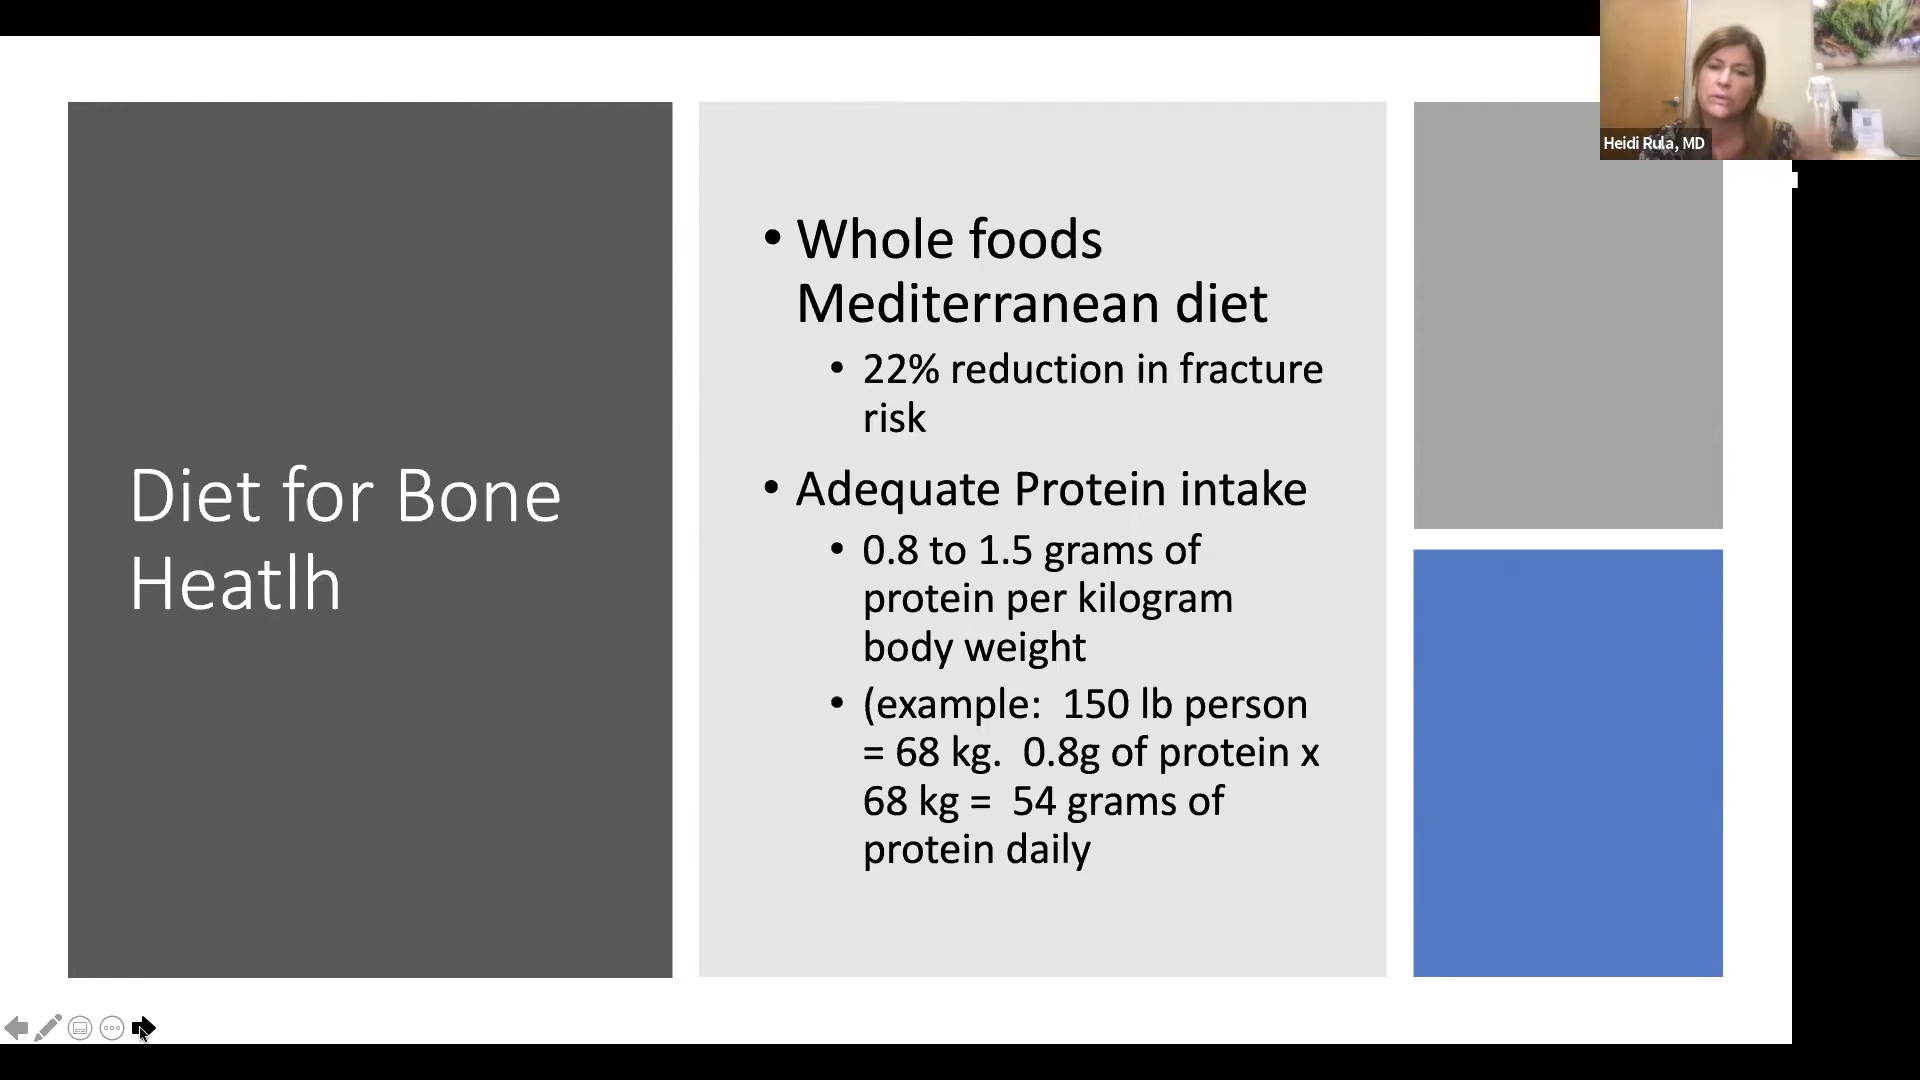 Heidi Rula, MD
Diet for Bone
Heatlh
• Whole foods
Mediterranean diet
• 22% reduction in fracture
risk
• Adequate Protein intake
• 0.8 to 1.5 grams of
protein per kilogram
body weight
• (example:  150 lb person
= 68 kg.  0.8g of protein x
68 kg =  54 grams of
protein daily